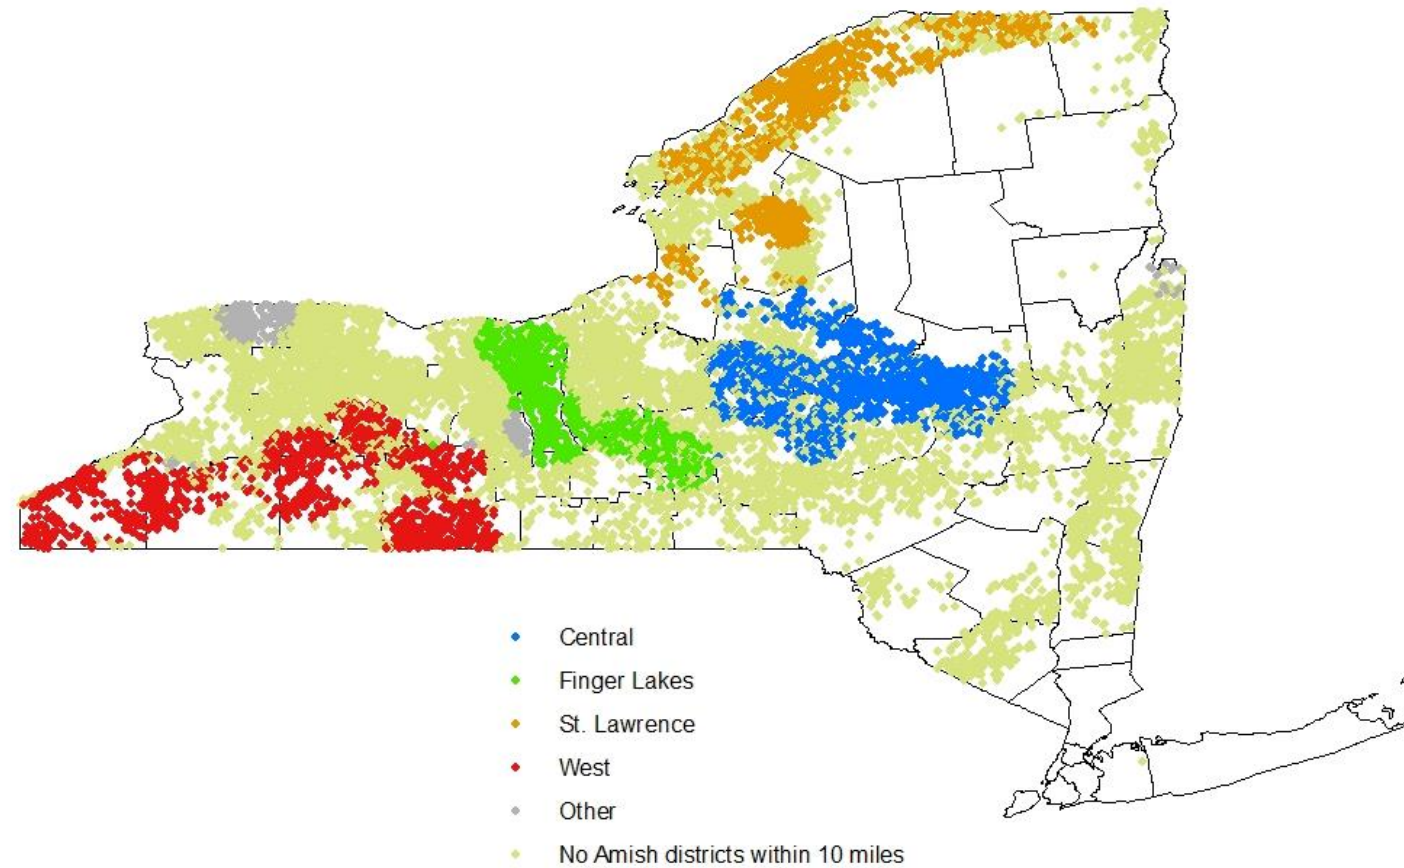 Central
Finger Lakes
St. Lawrence
West
Other
No Amish districts within 10 miles